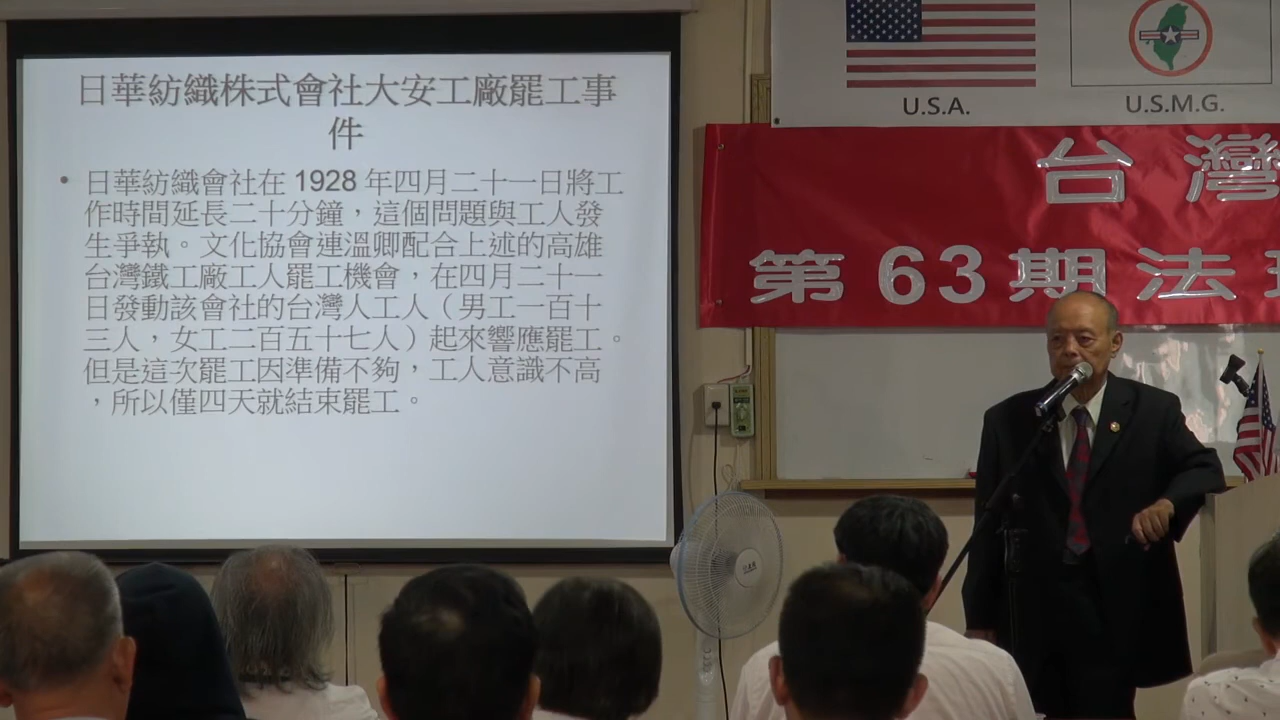 日華紡織株式會社大安工廠罷工事
件
• 日華紡織會社在 1928 年四月二十一日將工
作時間延長二十分鐘，這個問題與工人發
生爭執。文化協會連溫卿配合上述的高雄
台灣鐵工廠工人罷工機會，在四月二十一
日發動該會社的台灣人工人（男工一百十
三人，女工二百五十七人）起來響應罷工。
但是這次罷工因準備不夠，工人意識不高
，所以僅四天就結束罷工。
U.S.A.
U.S.M.G.
台灣
第63期法理